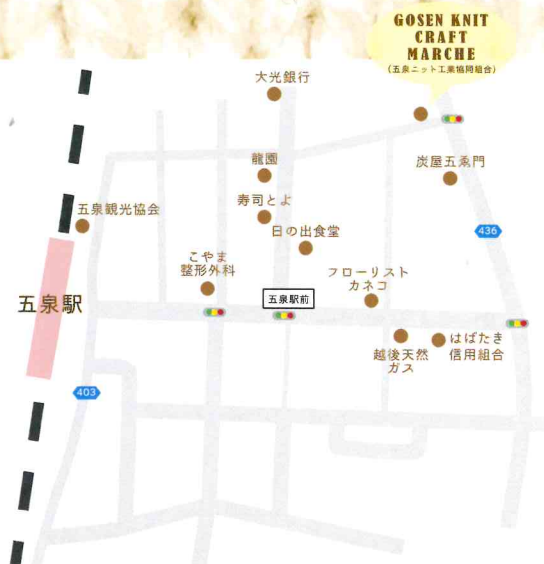 GOSEN KNIT
CRAFT
MARCHE
(五泉ニット工業協同組合)
大光銀行
龍園
炭屋五ゑ門
寿司とよ
五泉観光協会
日の出食堂
436
こやま
整形外科
フローリスト
カネコ
五泉駅前
五泉駅
はばたき
信用組合
越後天然
ガス
403